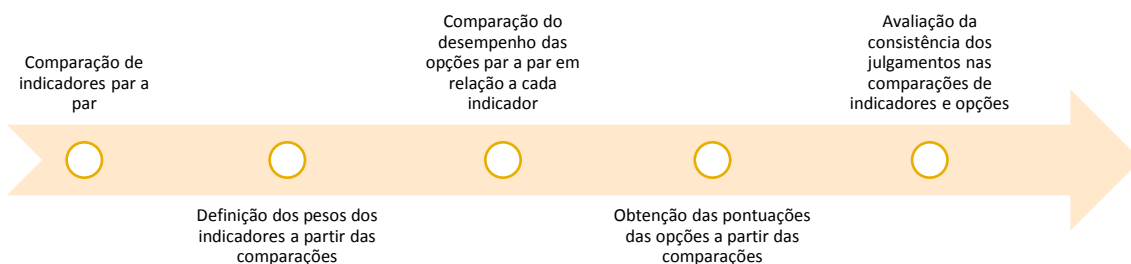 Comparação de
indicadores par a
par
Definição dos pesos dos
indicadores a partir das
comparações
Comparação do
desempenho das
opções par a par em
relação a cada
indicador
Obtenção das pontuações
das opções a partir das
comparações
Avaliação da
consistência dos
julgamentos nas
comparações de
indicadores e opções